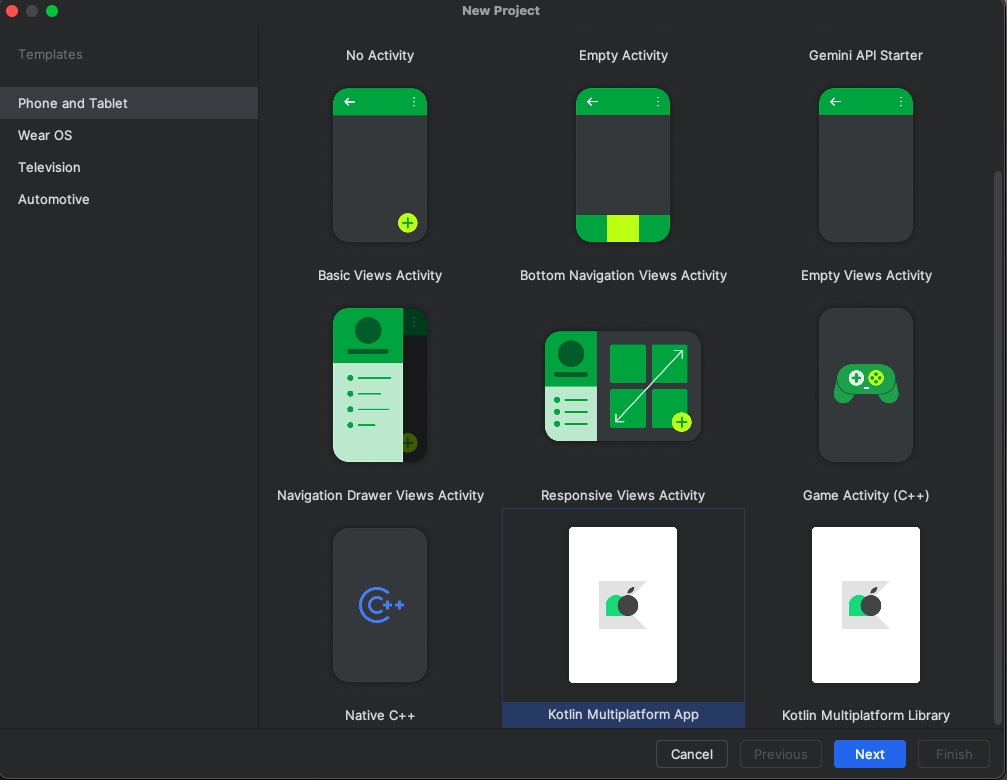 New Project
Templates
Phone and Tablet
Wear OS
Television
Automotive
No Activity
Empty Activity
Gemini API Starter
Basic Views Activity
Bottom Navigation Views Activity
Empty Views Activity
Navigation Drawer Views Activity
Responsive Views Activity
Game Activity (C++)
C++
Native C++
Kotlin Multiplatform App
Kotlin Multiplatform Library
Cancel
Previous
Next
Finish